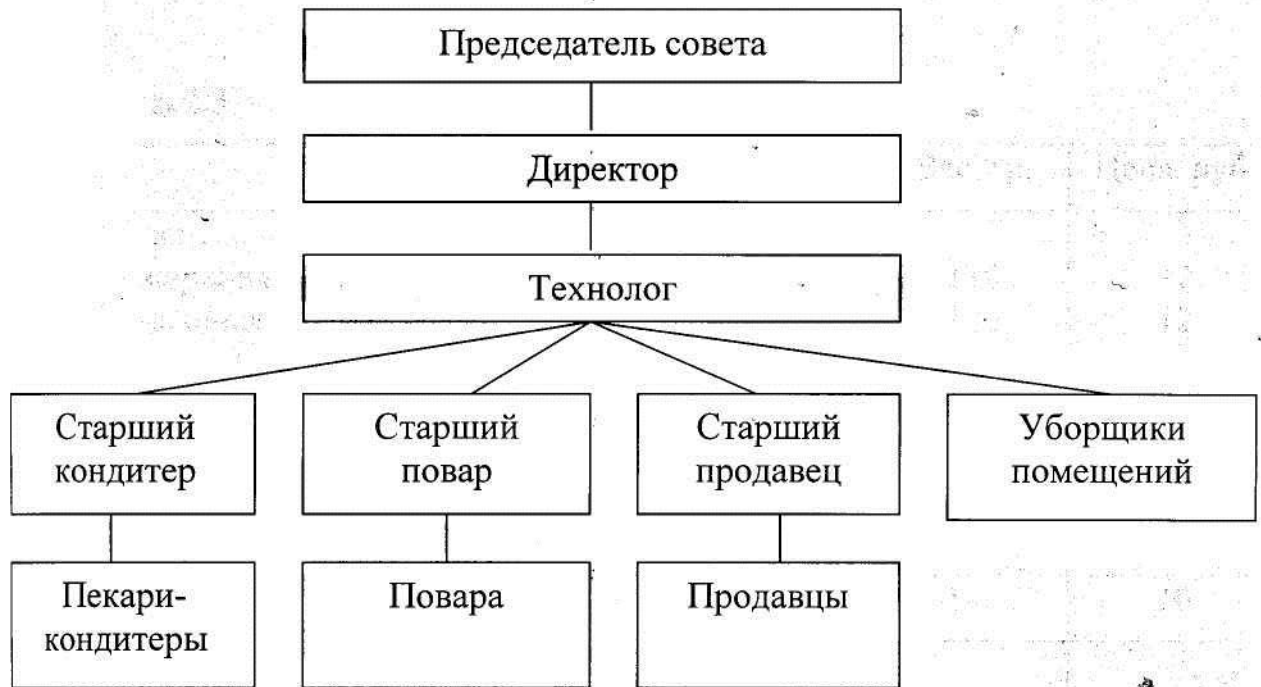 Председатель совета
Директор
Технолог
Старший
кондитер
Старший
повар
Старший
продавец
Уборщики
помещений
Пекари-
кондитеры
Повара
Продавцы